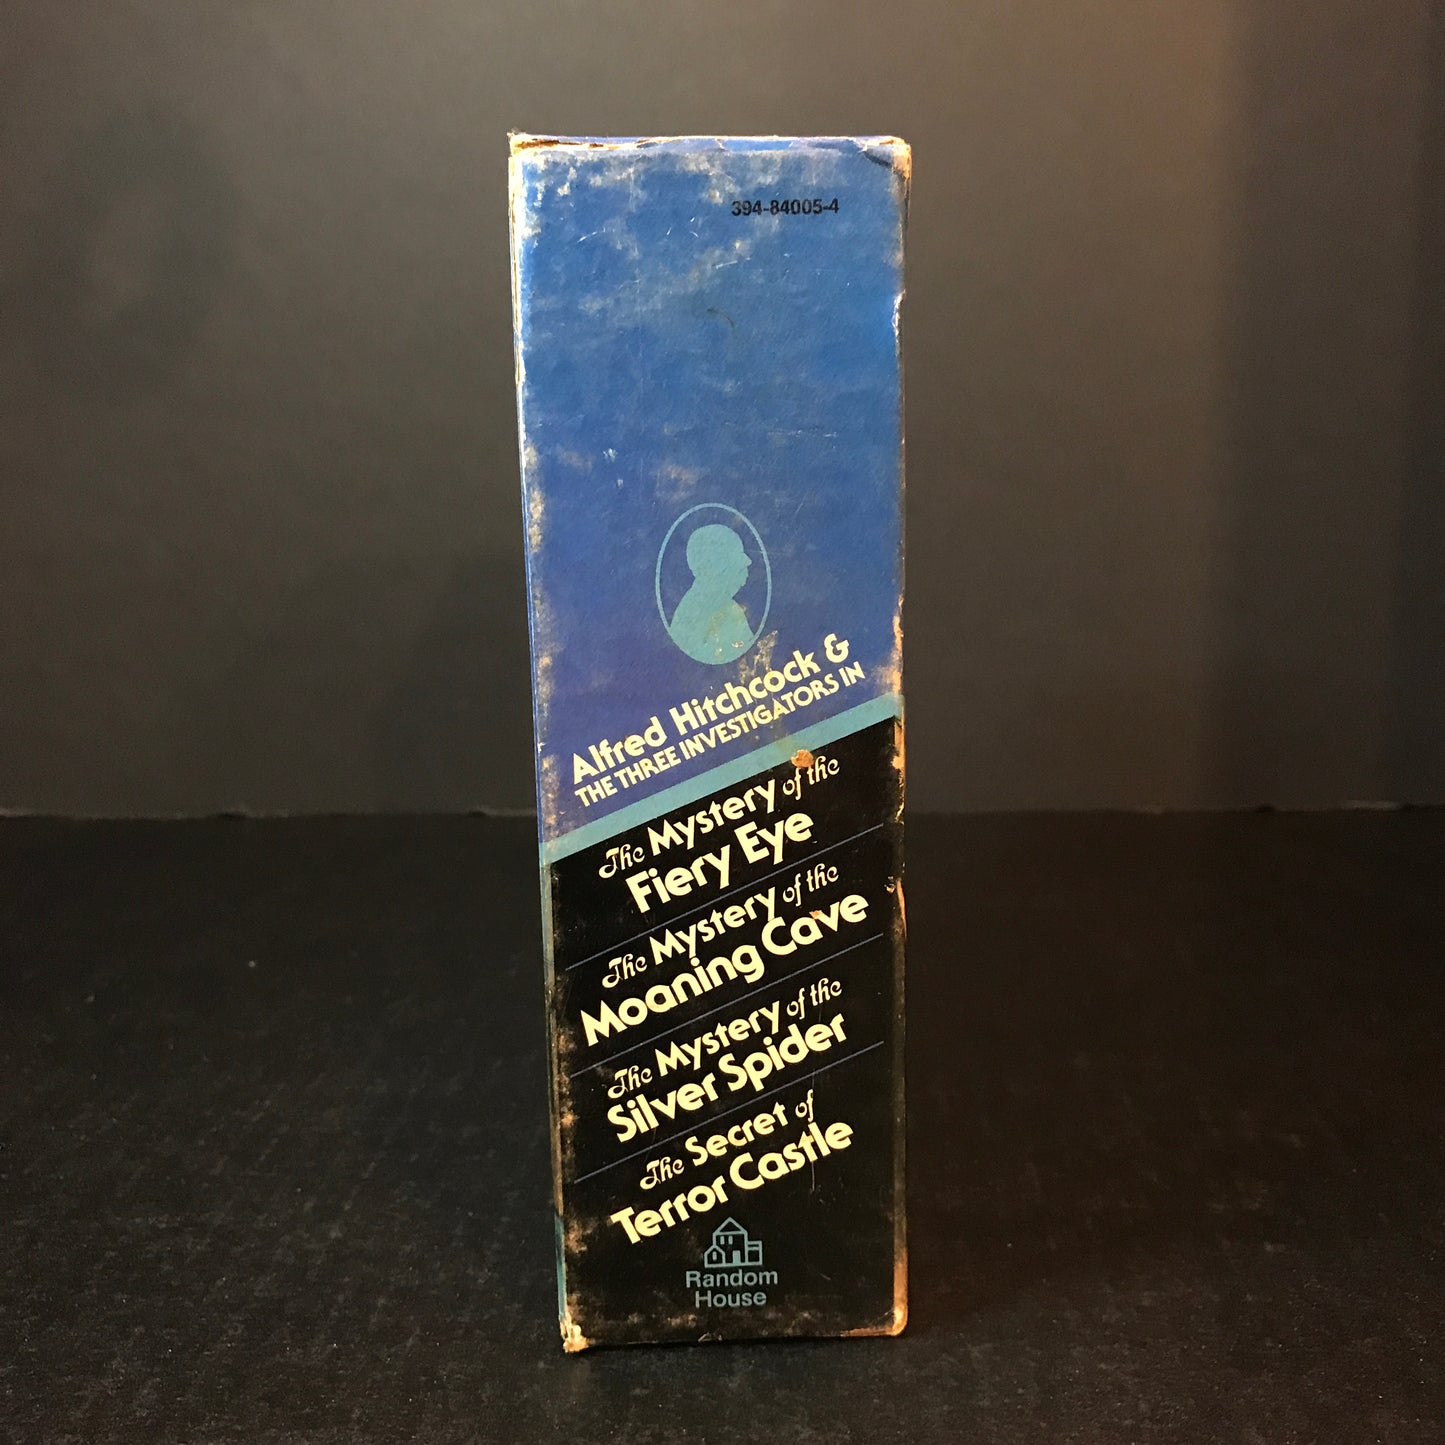 394-84005-4
Alfred Hitchcock &
THE THREE INVESTIGATORS IN
The Mystery of the
Fiery Eye
The Mystery of the
Moaning Cave
The Mystery of the
Silver Spider
The Secret of
Terror Castle
Random
House